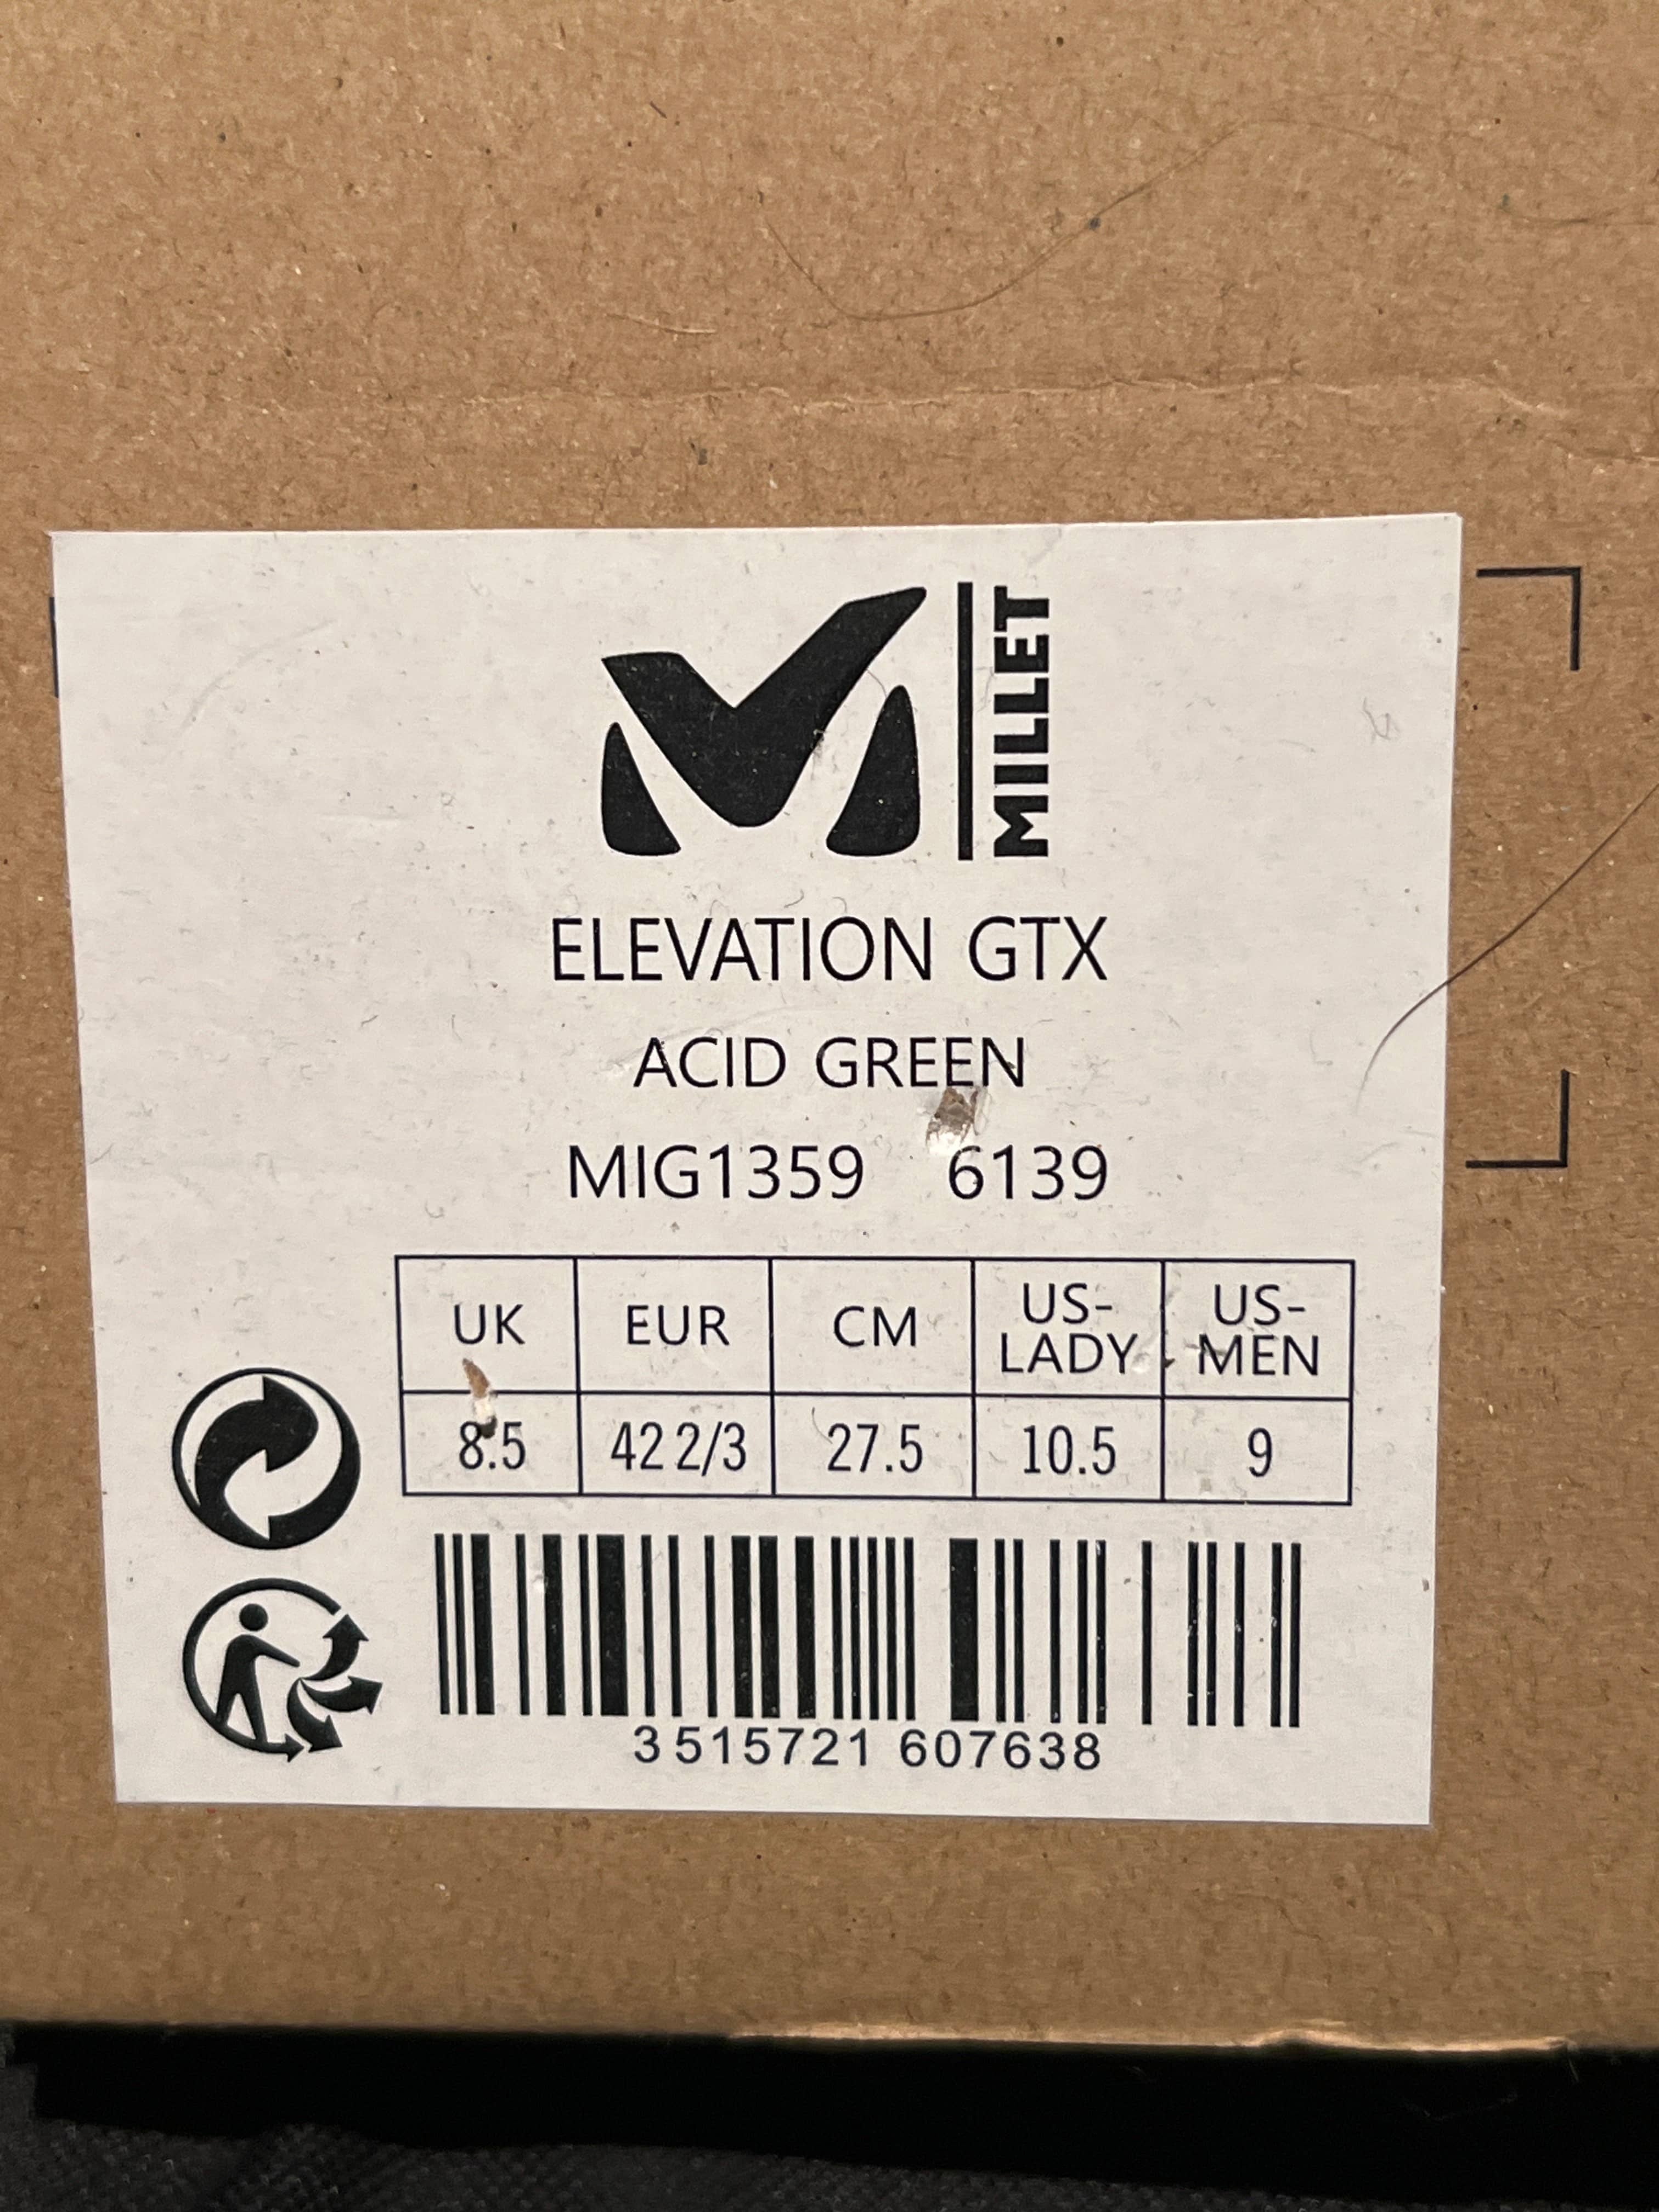 MILLET
ELEVATION GTX
ACID GREEN
MIG1359 6139
UK EUR CM US-LADY US-MEN
8.5 42 2/3 27.5 10.5 9
3 515721 607638